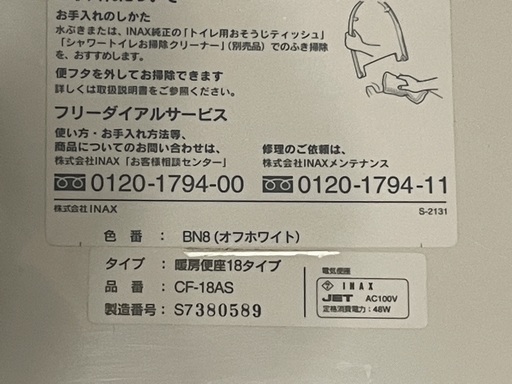 お手入れのしかた
水ぶきまたは、INAX純正の「トイレ用おそうじティッシュ」
「シャワートイレお掃除クリーナー」(別売品)でのふき掃除
を、おすすめします。
便フタを外してお掃除できます
詳しくは取扱説明書をご参照ください。
フリーダイアルサービス
使い方・お手入れ方法等、
商品についてのお問い合わせは、
株式会社INAX「お客様相談センター」
0120-1794-00
修理のご依頼は、
株式会社INAXメンテナンス
0120-1794-11
株式会社INAX
S-2131
色 番 : BN8(オフホワイト)
タイプ : 暖房便座18タイプ
品 番 : CF-18AS
製造番号 : S7380589
電気便座
INAX
JET AC100V
定格消費電力:48W